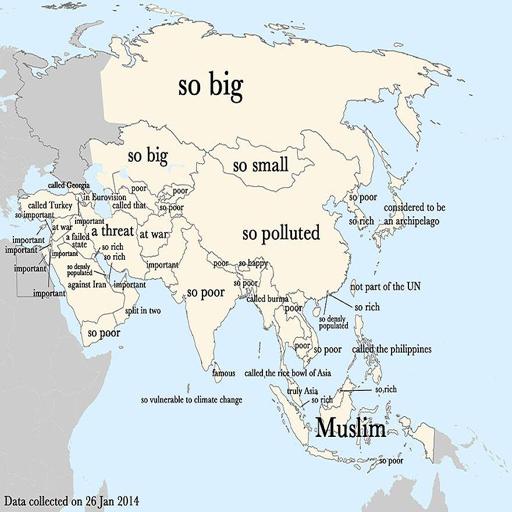 so big
so big
so small
called Georgia
poor
poor
in Eurovision
called that
so poor
called Turkey
so important
so poor
considered to be
an archipelago
so rich
at war
important
a failed
state
a threat
at war
so polluted
important
important
important
important
so rich
so rich
so densly
populated
important
poor
so happy
against Iran
important
so poor
so poor
called burma
not part of the UN
important
split in two
poor
so rich
so densly
populated
so poor
poor
so poor
called the philippines
famous
called the rice bowl of Asia
truly Asia
so rich
so rich
so vulnerable to climate change
Muslim
so poor
Data collected on 26 Jan 2014